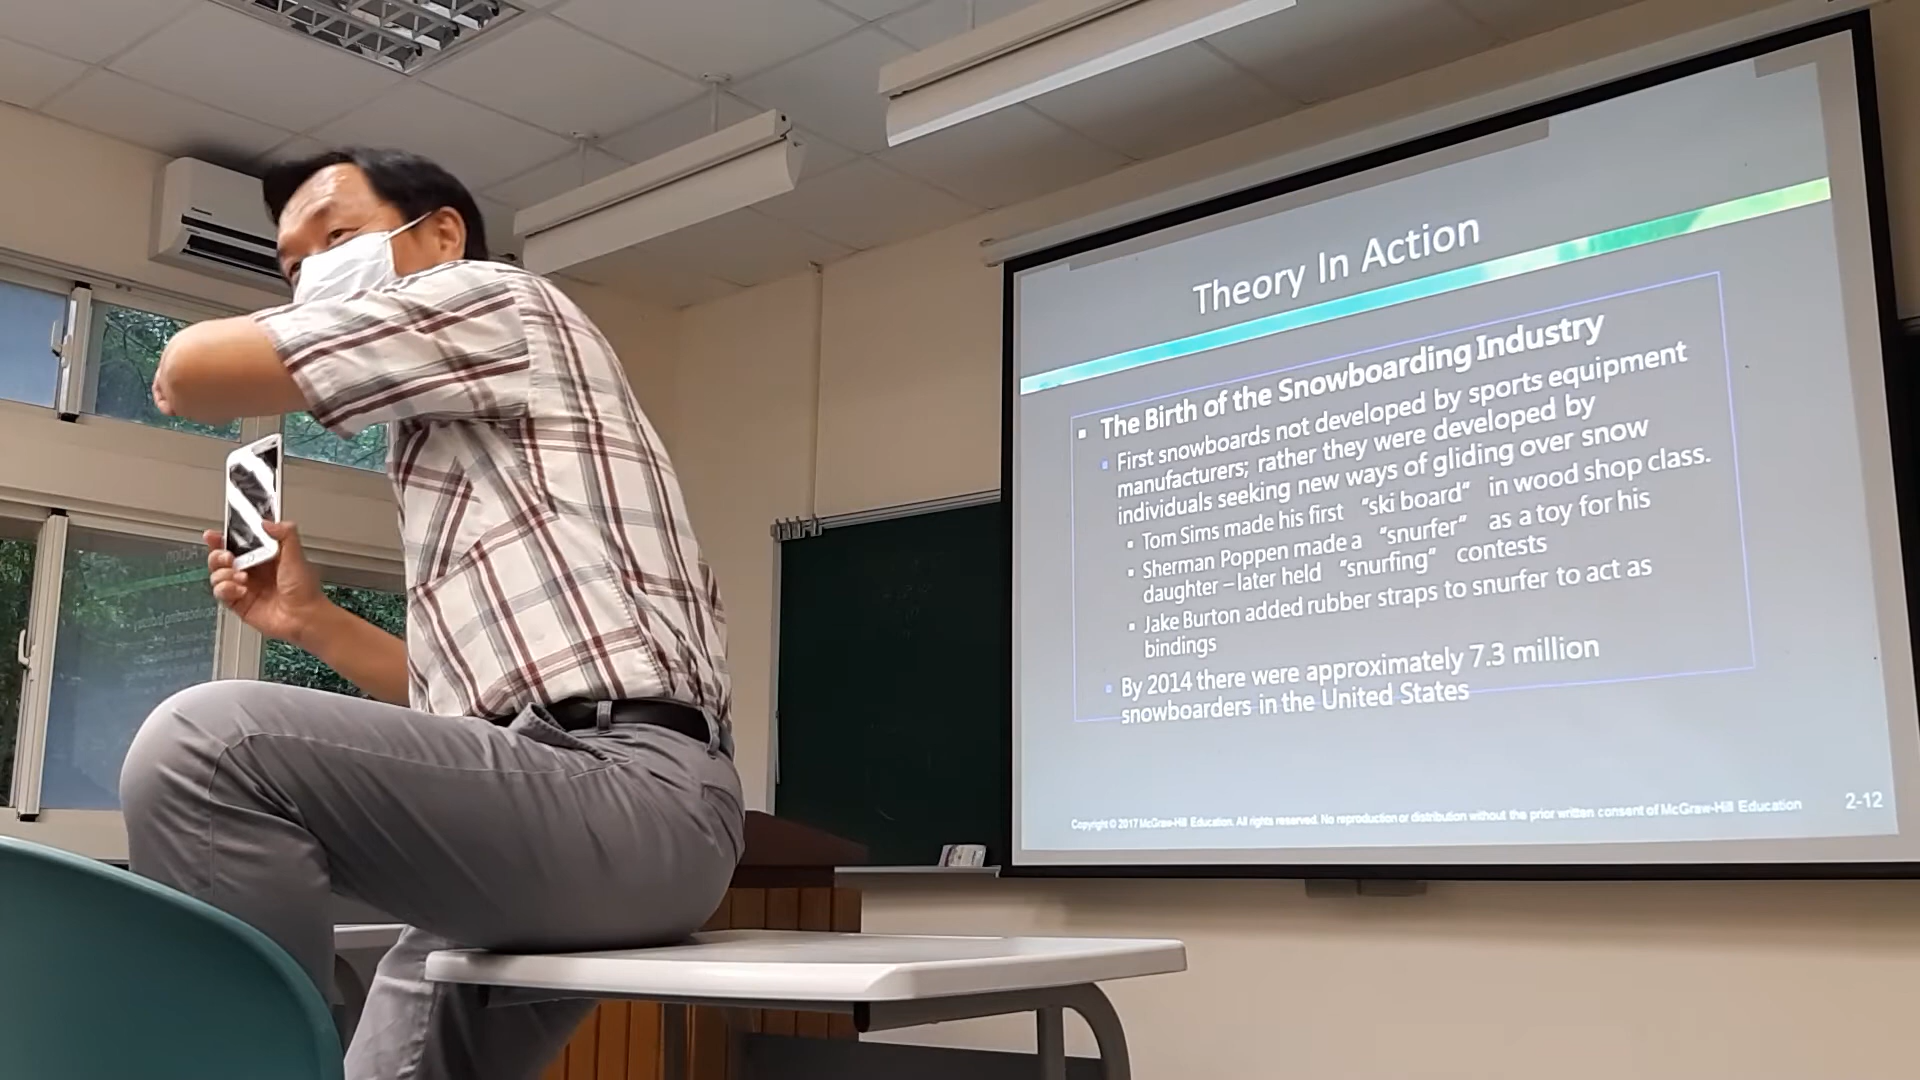 Theory In Action
▪ The Birth of the Snowboarding Industry
▪ First snowboards not developed by sports equipment
manufacturers; rather they were developed by
individuals seeking new ways of gliding over snow
▪ Tom Sims made his first “ski board“ in wood shop class.
▪ Sherman Poppen made a “snurfer” as a toy for his
daughter – later held “snurfing” contests
▪ Jake Burton added rubber straps to snurfer to act as
bindings
▪ By 2014 there were approximately 7.3 million
snowboarders in the United States
Copyright © 2017 McGraw-Hill Education. All rights reserved. No reproduction or distribution without the prior written consent of McGraw-Hill Education
2-12